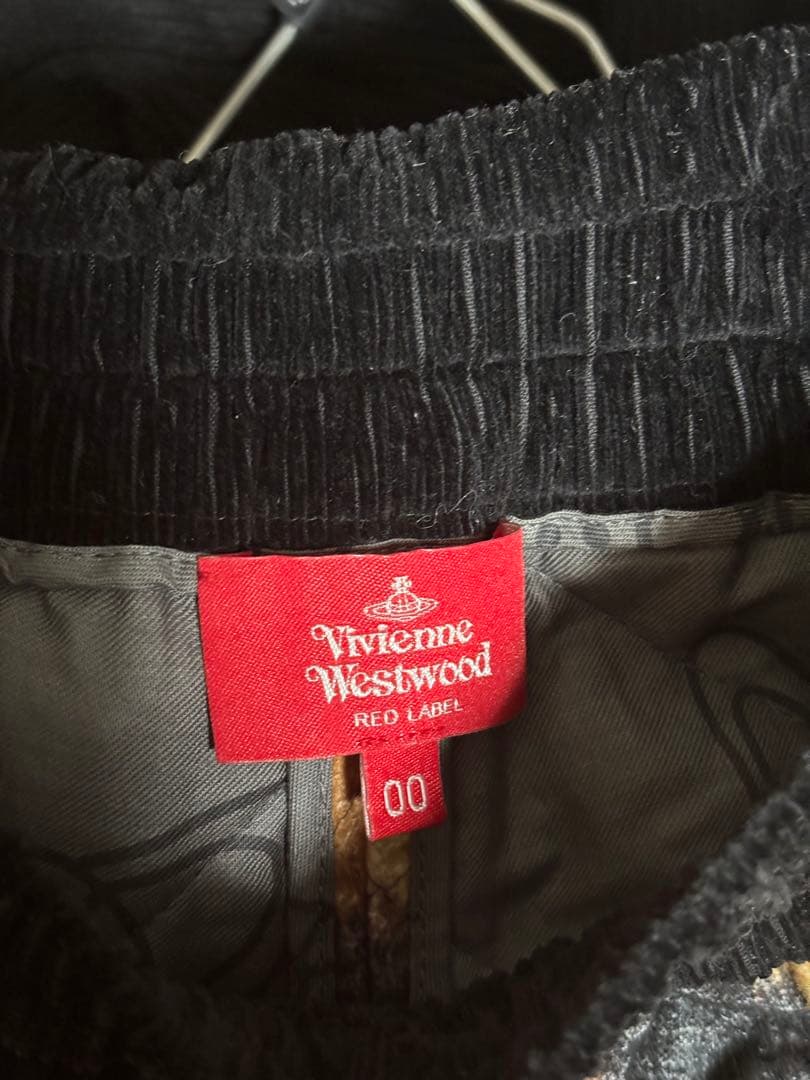 Vivienne
Westwood
RED LABEL
00